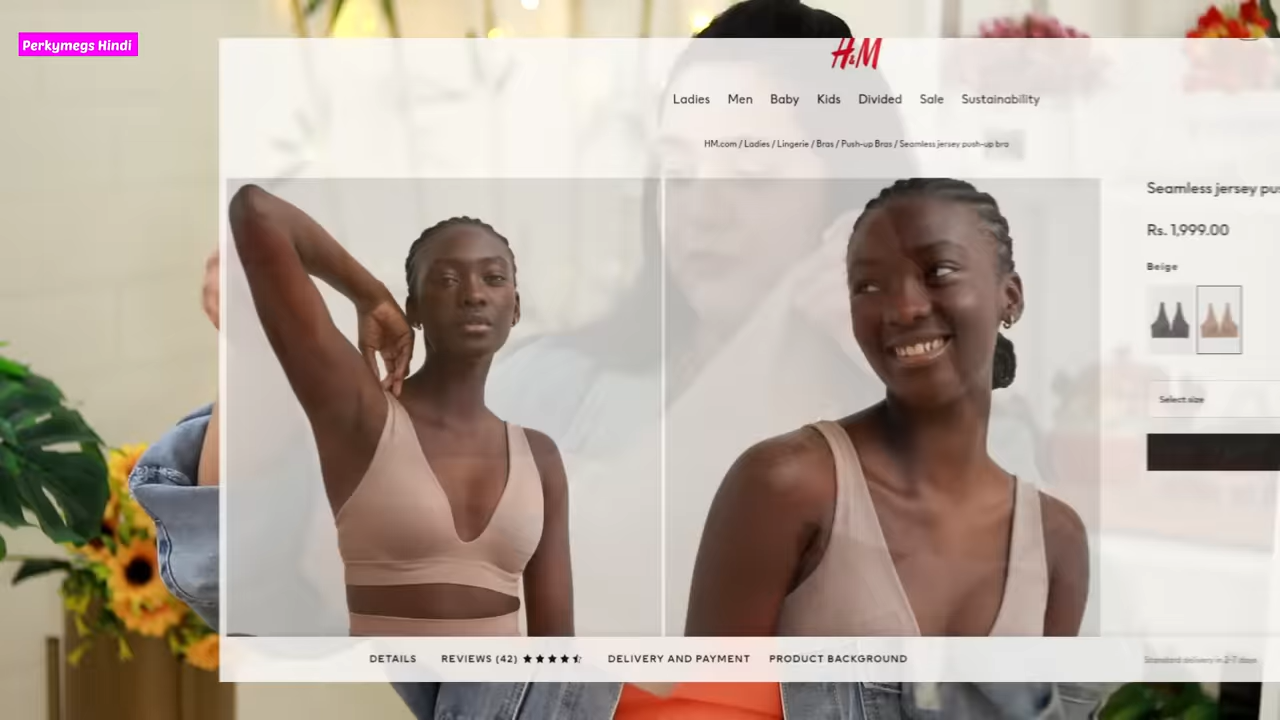 Perkymegs Hindi
H&M
Ladies Men Baby Kids Divided Sale Sustainability
HM.com / Ladies / Lingerie / Bras / Push-up Bras / Seamless jersey push-up bra
Seamless jersey pus
Rs. 1,999.00
Beige
Select size
DETAILS REVIEWS (42) DELIVERY AND PAYMENT PRODUCT BACKGROUND
Standard delivery in 2-7 days